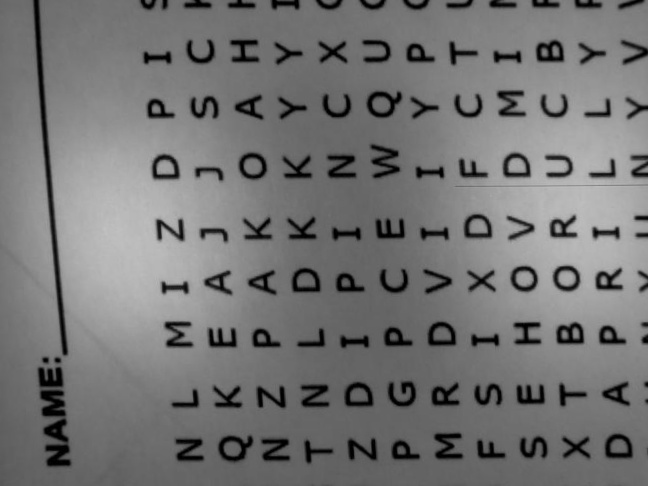 NAME:
N L M I Z D P I
Q K E A J J S C
N Z P A K O A H
T N L D K K Y Y
Z D I P I N C X
P G P C E W Q U
M R D V I I Y P
F S I X D F C T
S E H O V D M I
X T B O R U C B
D A P R I L L Y
N Y V